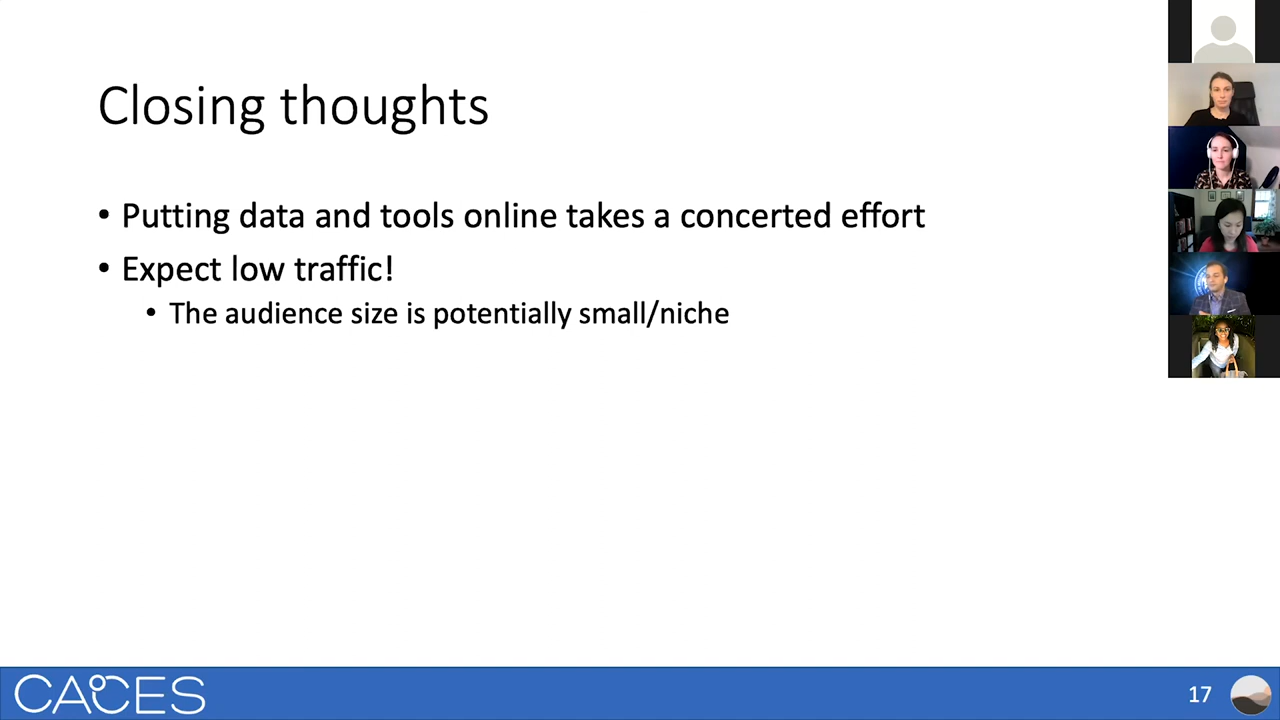 Closing thoughts
• Putting data and tools online takes a concerted effort
• Expect low traffic!
• The audience size is potentially small/niche
CACES
17